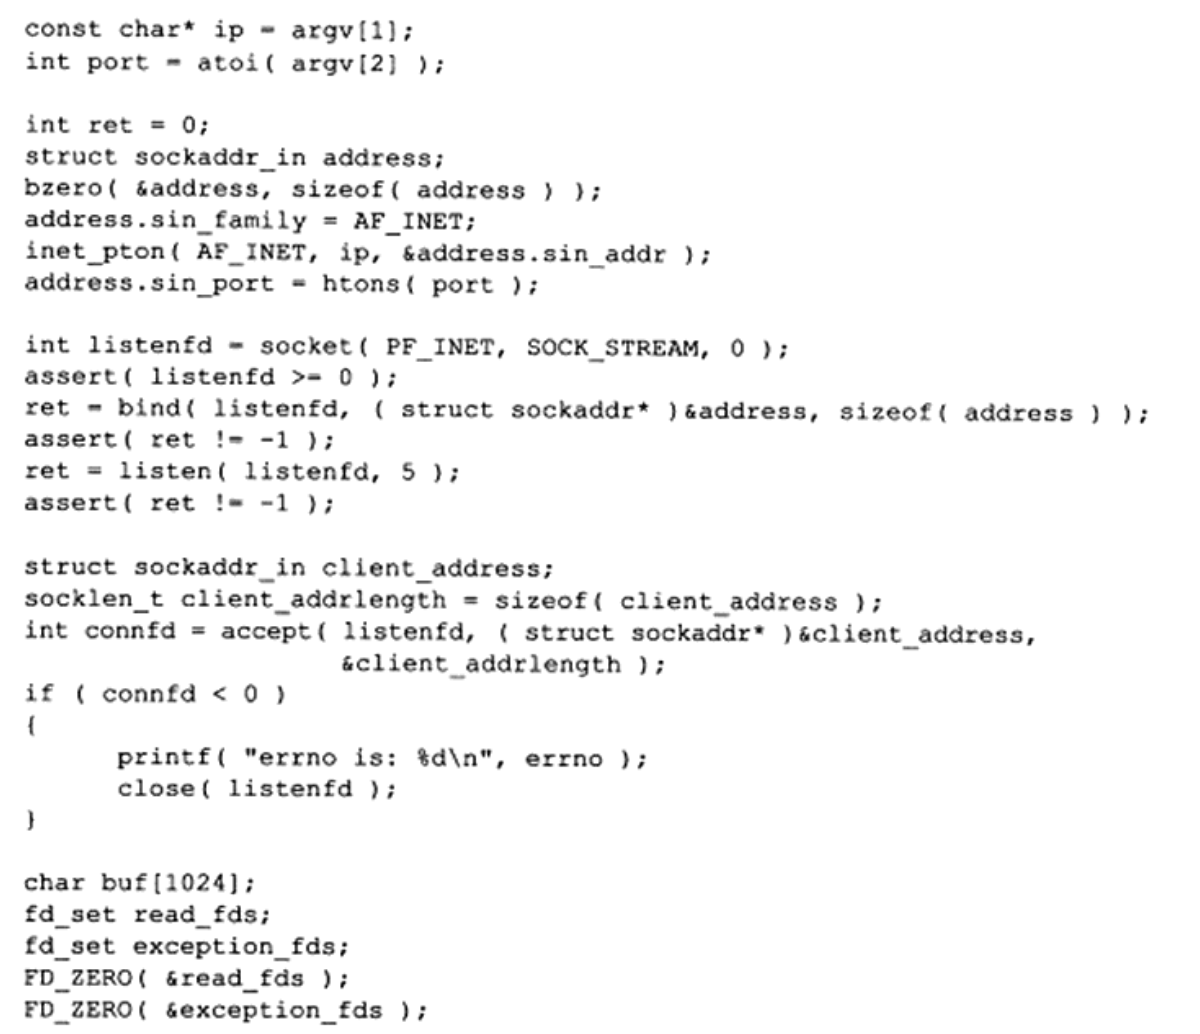 const char* ip = argv[1];
int port = atoi( argv[2] );
int ret = 0;
struct sockaddr_in address;
bzero( &address, sizeof( address ) );
address.sin_family = AF_INET;
inet_pton( AF_INET, ip, &address.sin_addr );
address.sin_port = htons( port );
int listenfd = socket( PF_INET, SOCK_STREAM, 0 );
assert( listenfd >= 0 );
ret = bind( listenfd, ( struct sockaddr* )&address, sizeof( address ) );
assert( ret != -1 );
ret = listen( listenfd, 5 );
assert( ret != -1 );
struct sockaddr_in client_address;
socklen_t client_addrlength = sizeof( client_address );
int connfd = accept( listenfd, ( struct sockaddr* )&client_address,
&client_addrlength );
if ( connfd < 0 )
{
printf( "errno is: %d\n", errno );
close( listenfd );
}
char buf[1024];
fd_set read_fds;
fd_set exception_fds;
FD_ZERO( &read_fds );
FD_ZERO( &exception_fds );